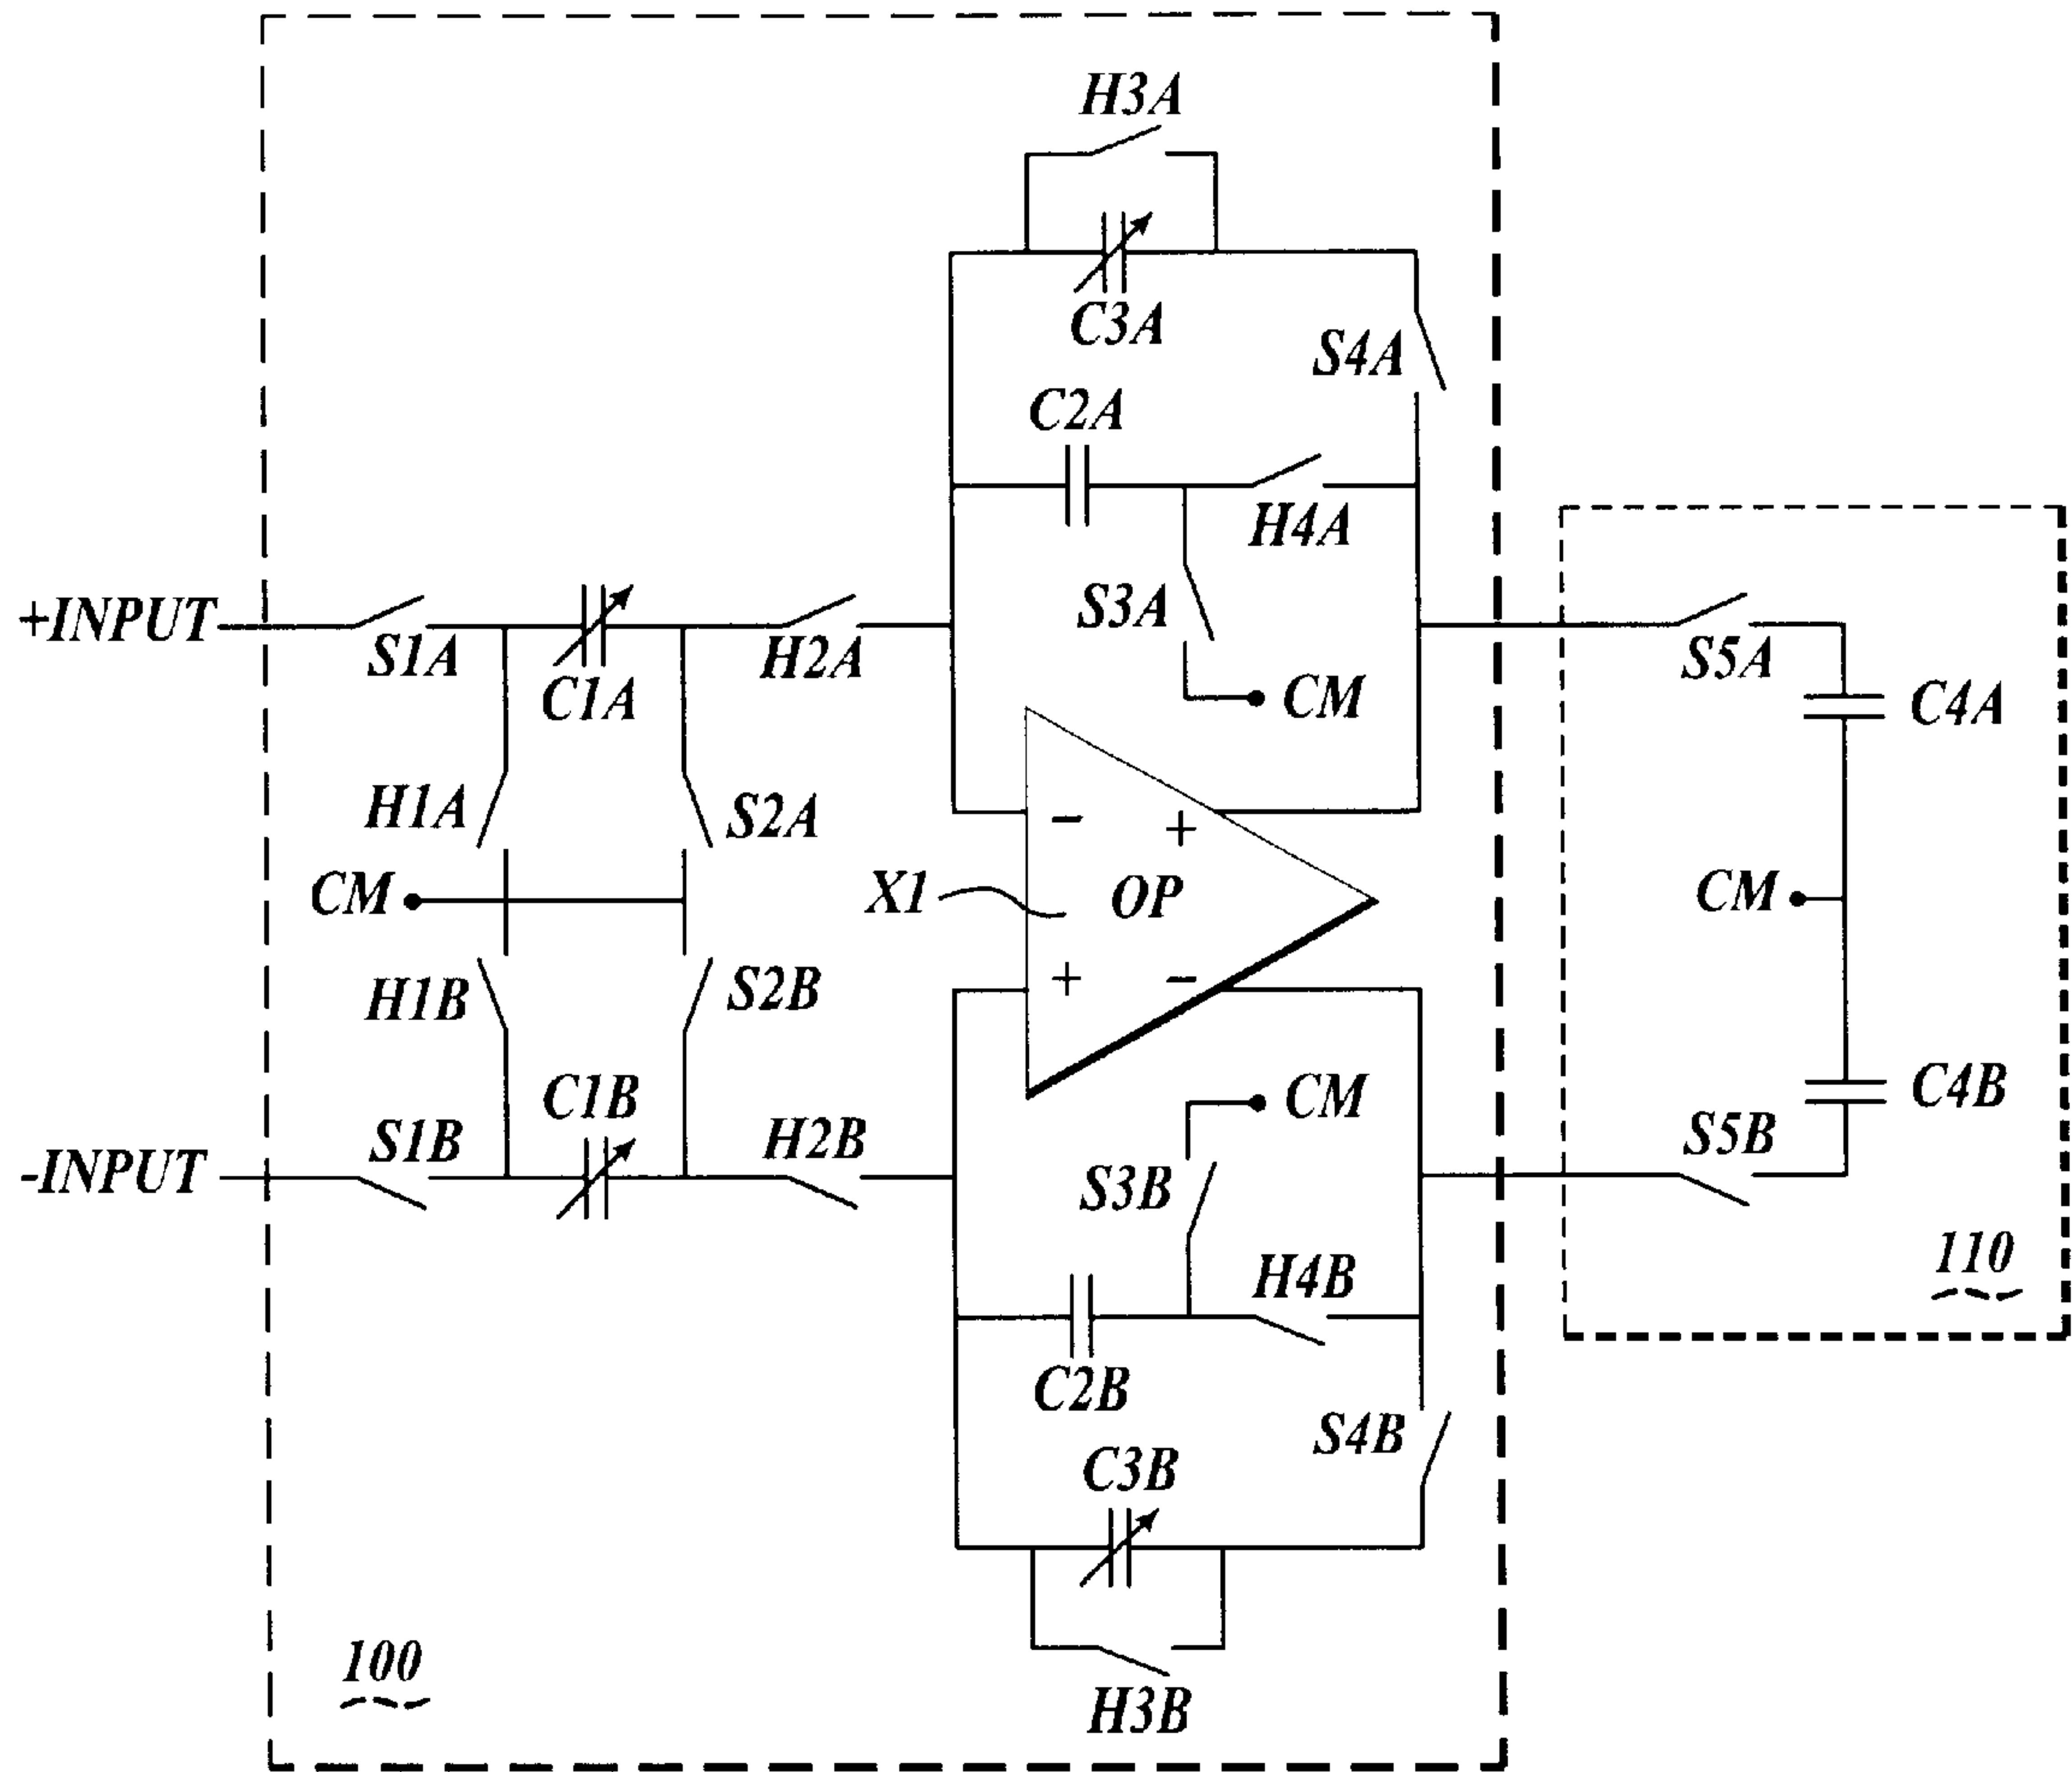 H3A
C3A
S4A
C2A
H4A
+INPUT
S1A
C1A
H2A
S3A
CM
S5A
C4A
H1A
S2A
- +
CM
X1
OP
CM
H1B
S2B
+ -
C1B
CM
C4B
-INPUT
S1B
H2B
S3B
S5B
H4B
110
C2B
S4B
C3B
100
H3B